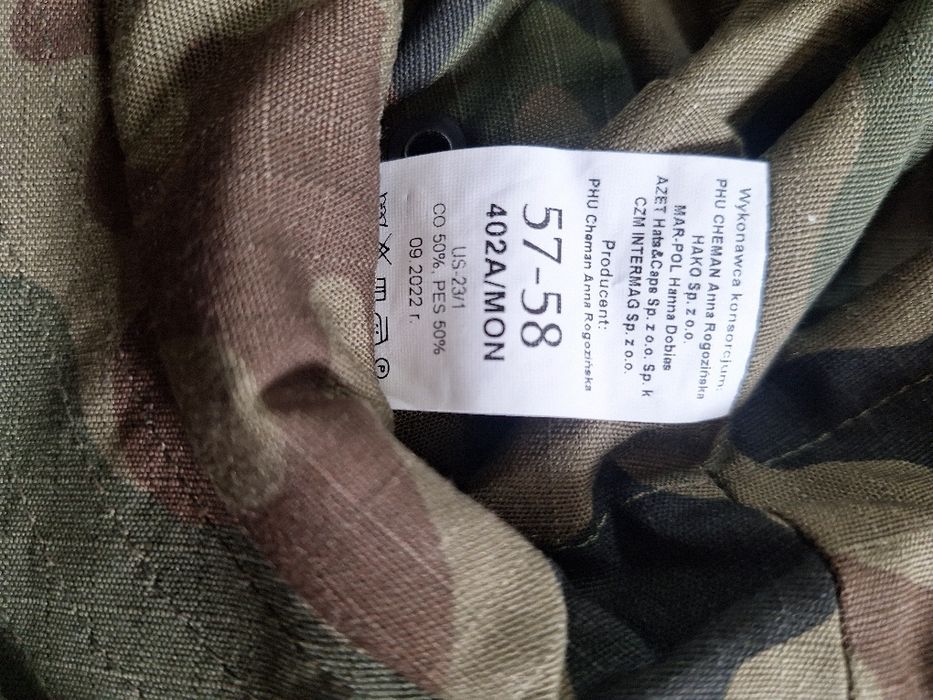 Wykonawca konsorcjum:
PHU CHEMAN Anna Rogozińska
HAKO Sp. z o.o.
MAR-POL Hanna Dobies
AZET Hats&Caps Sp. z o.o. Sp. k
CZM INTERMAG Sp. z o.o.
Producent:
PHU Cheman Anna Rogozińska
57-58
402A/MON
US-23/1
CO 50%, PES 50%
09.2022 r.
P